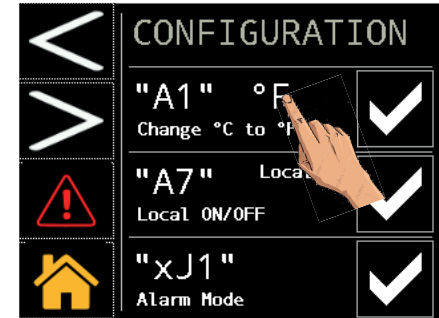 CONFIGURATION
"A1" °F
Change °C to °F
"A7" Local
Local ON/OFF
"xJ1"
Alarm Mode